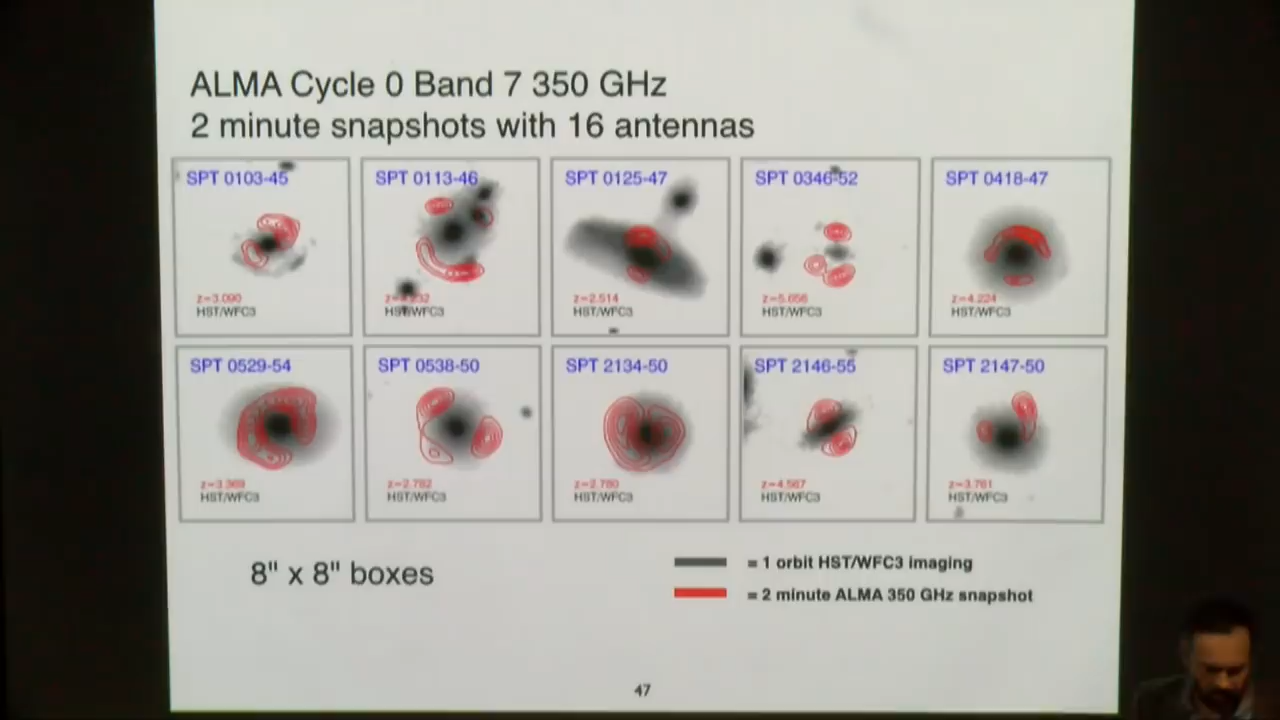 ALMA Cycle 0 Band 7 350 GHz
2 minute snapshots with 16 antennas
SPT 0103-45
SPT 0113-46
SPT 0125-47
SPT 0346-52
SPT 0418-47
z=3.090
z=2.514
z=5.656
z=4.224
HST/WFC3
HST/WFC3
HST/WFC3
HST/WFC3
HST/WFC3
SPT 0529-54
SPT 0538-50
SPT 2134-50
SPT 2146-55
SPT 2147-50
z=3.369
z=2.782
z=2.780
z=4.567
z=3.761
HST/WFC3
HST/WFC3
HST/WFC3
HST/WFC3
HST/WFC3
8" x 8" boxes
= 1 orbit HST/WFC3 imaging
= 2 minute ALMA 350 GHz snapshot
47